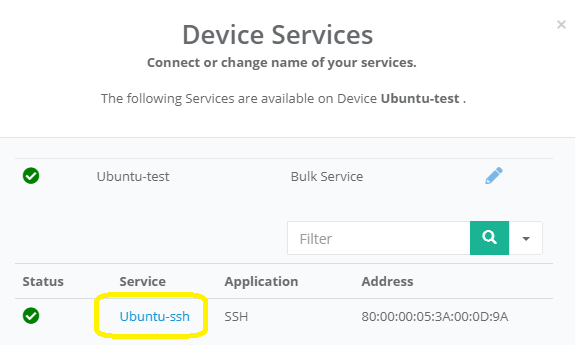 ×
Device Services
Connect or change name of your services.
The following Services are available on Device Ubuntu-test .
Ubuntu-test Bulk Service
Filter
Status Service Application Address
Ubuntu-ssh SSH 80:00:00:05:3A:00:0D:9A